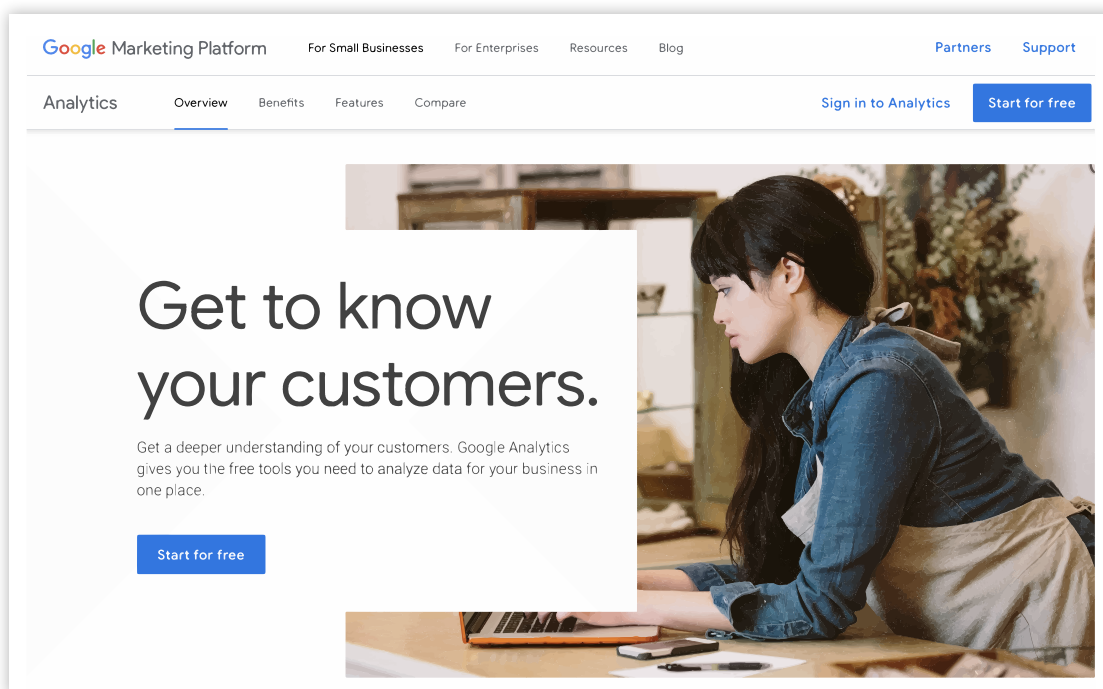 Google Marketing Platform For Small Businesses For Enterprises Resources Blog Partners Support
Analytics Overview Benefits Features Compare Sign in to Analytics Start for free
Get to know
your customers.
Get a deeper understanding of your customers. Google Analytics
gives you the free tools you need to analyze data for your business in
one place.
Start for free